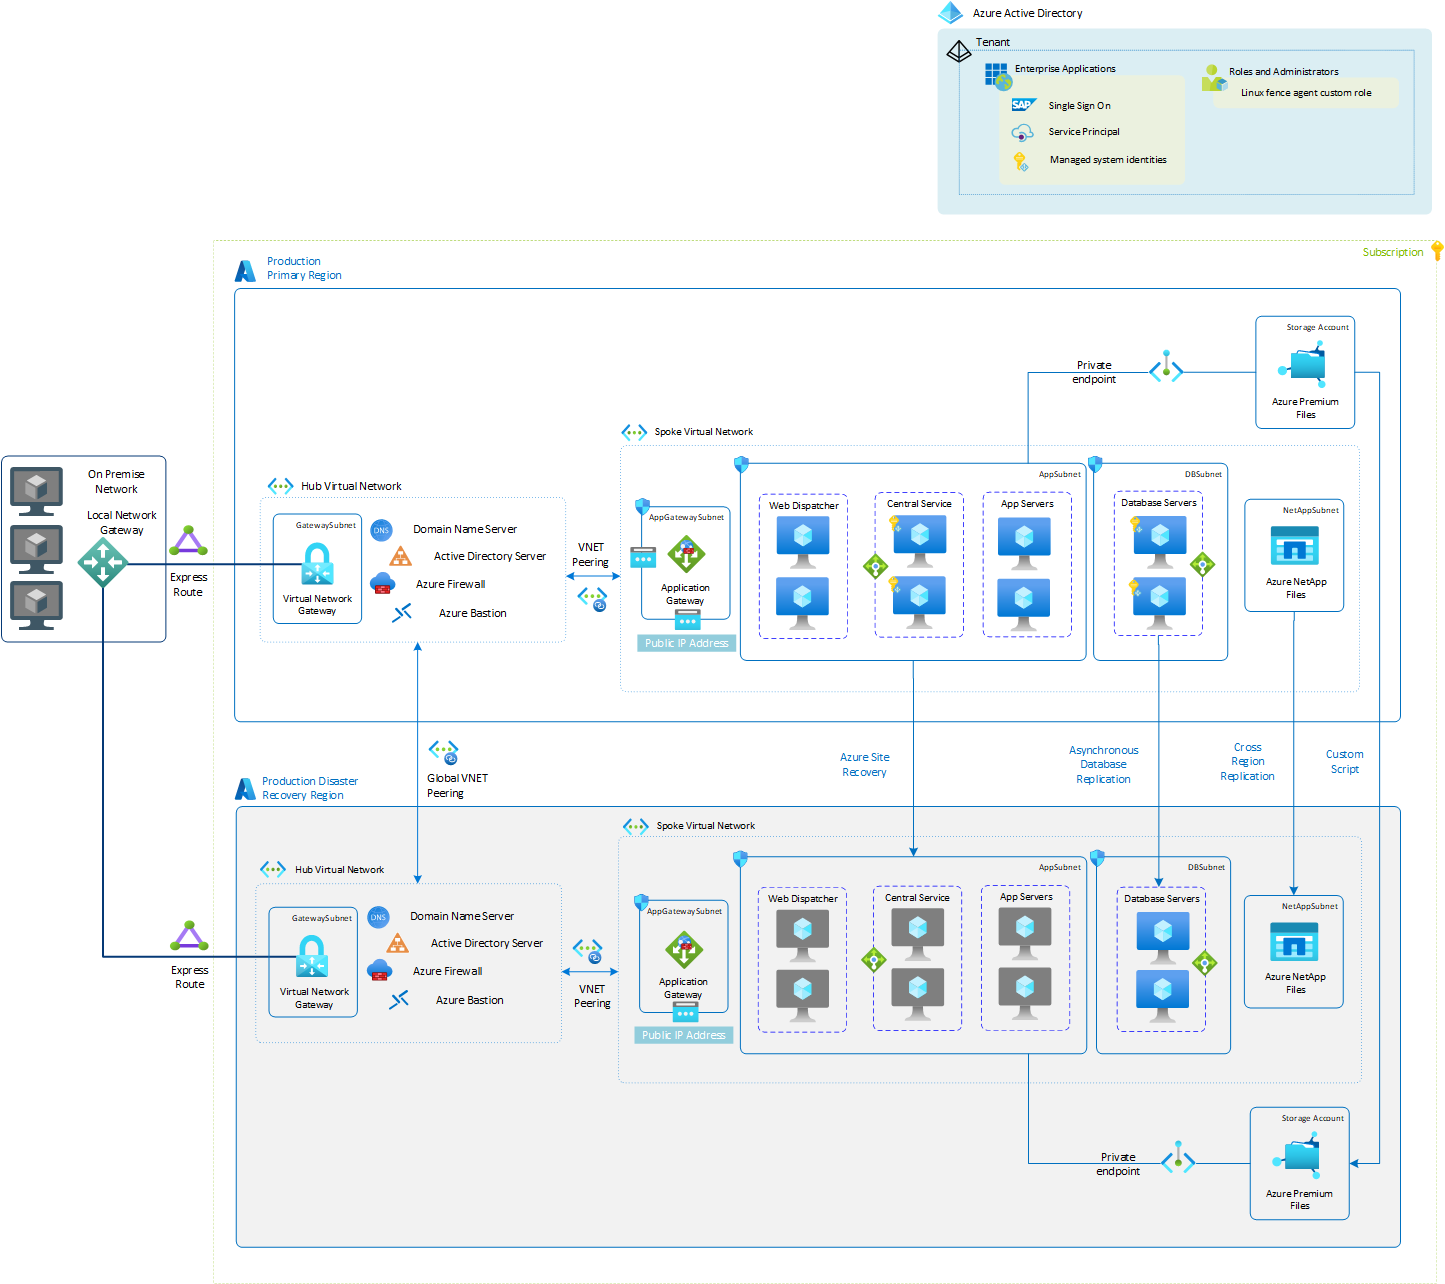 Azure Active Directory
Tenant
Enterprise Applications
SAP
Single Sign On
Service Principal
Managed system identities
Roles and Administrators
Linux fence agent custom role
Subscription
Production
Primary Region
Storage Account
Azure Premium
Files
Private
endpoint
Spoke Virtual Network
On Premise
Network
Local Network
Gateway
Express
Route
Hub Virtual Network
GatewaySubnet
Virtual Network
Gateway
DNS
Domain Name Server
Active Directory Server
Azure Firewall
Azure Bastion
VNET
Peering
AppGatewaySubnet
Application
Gateway
Public IP Address
AppSubnet
Web Dispatcher
Central Service
App Servers
DBSubnet
Database Servers
NetAppSubnet
Azure NetApp
Files
Global VNET
Peering
Azure Site
Recovery
Asynchronous
Database
Replication
Cross
Region
Replication
Custom
Script
Production Disaster
Recovery Region
Spoke Virtual Network
Hub Virtual Network
GatewaySubnet
Virtual Network
Gateway
DNS
Domain Name Server
Active Directory Server
Azure Firewall
Azure Bastion
Express
Route
VNET
Peering
AppGatewaySubnet
Application
Gateway
Public IP Address
AppSubnet
Web Dispatcher
Central Service
App Servers
DBSubnet
Database Servers
NetAppSubnet
Azure NetApp
Files
Private
endpoint
Storage Account
Azure Premium
Files